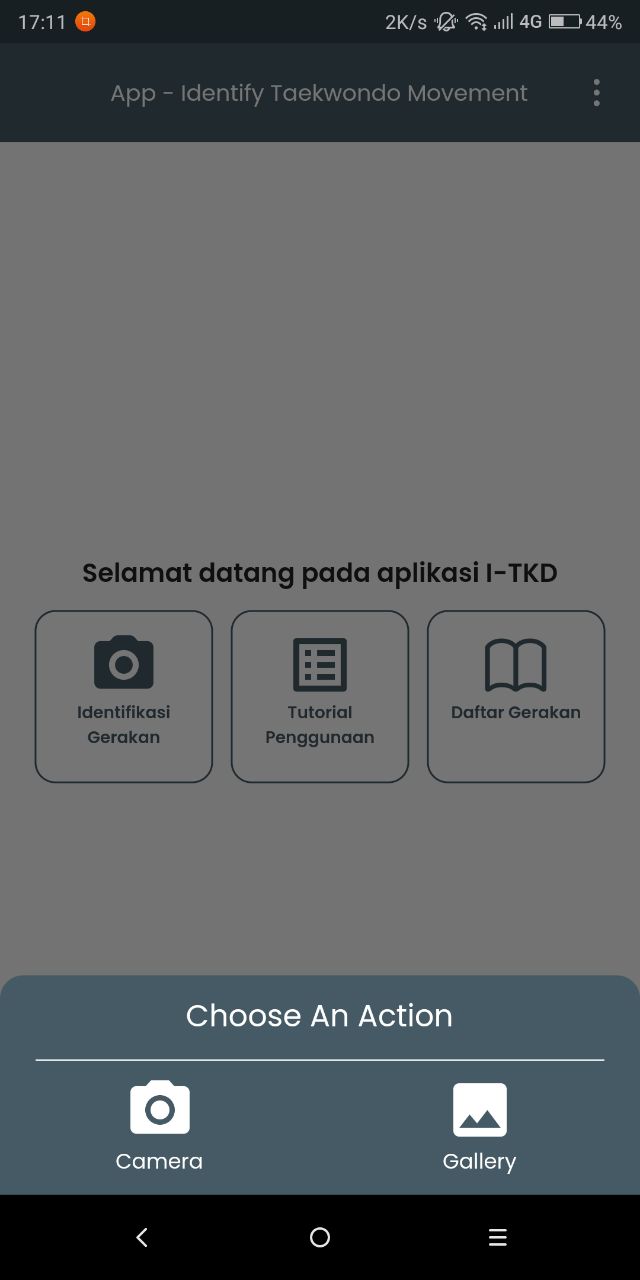 17:11 2K/s 4G 44%
App - Identify Taekwondo Movement
Selamat datang pada aplikasi I-TKD
Identifikasi
Gerakan
Tutorial
Penggunaan
Daftar Gerakan
Choose An Action
Camera
Gallery